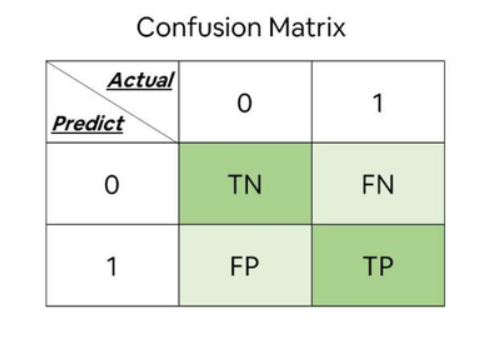 Confusion Matrix
Actual
Predict
0
1
0
TN
FN
1
FP
TP